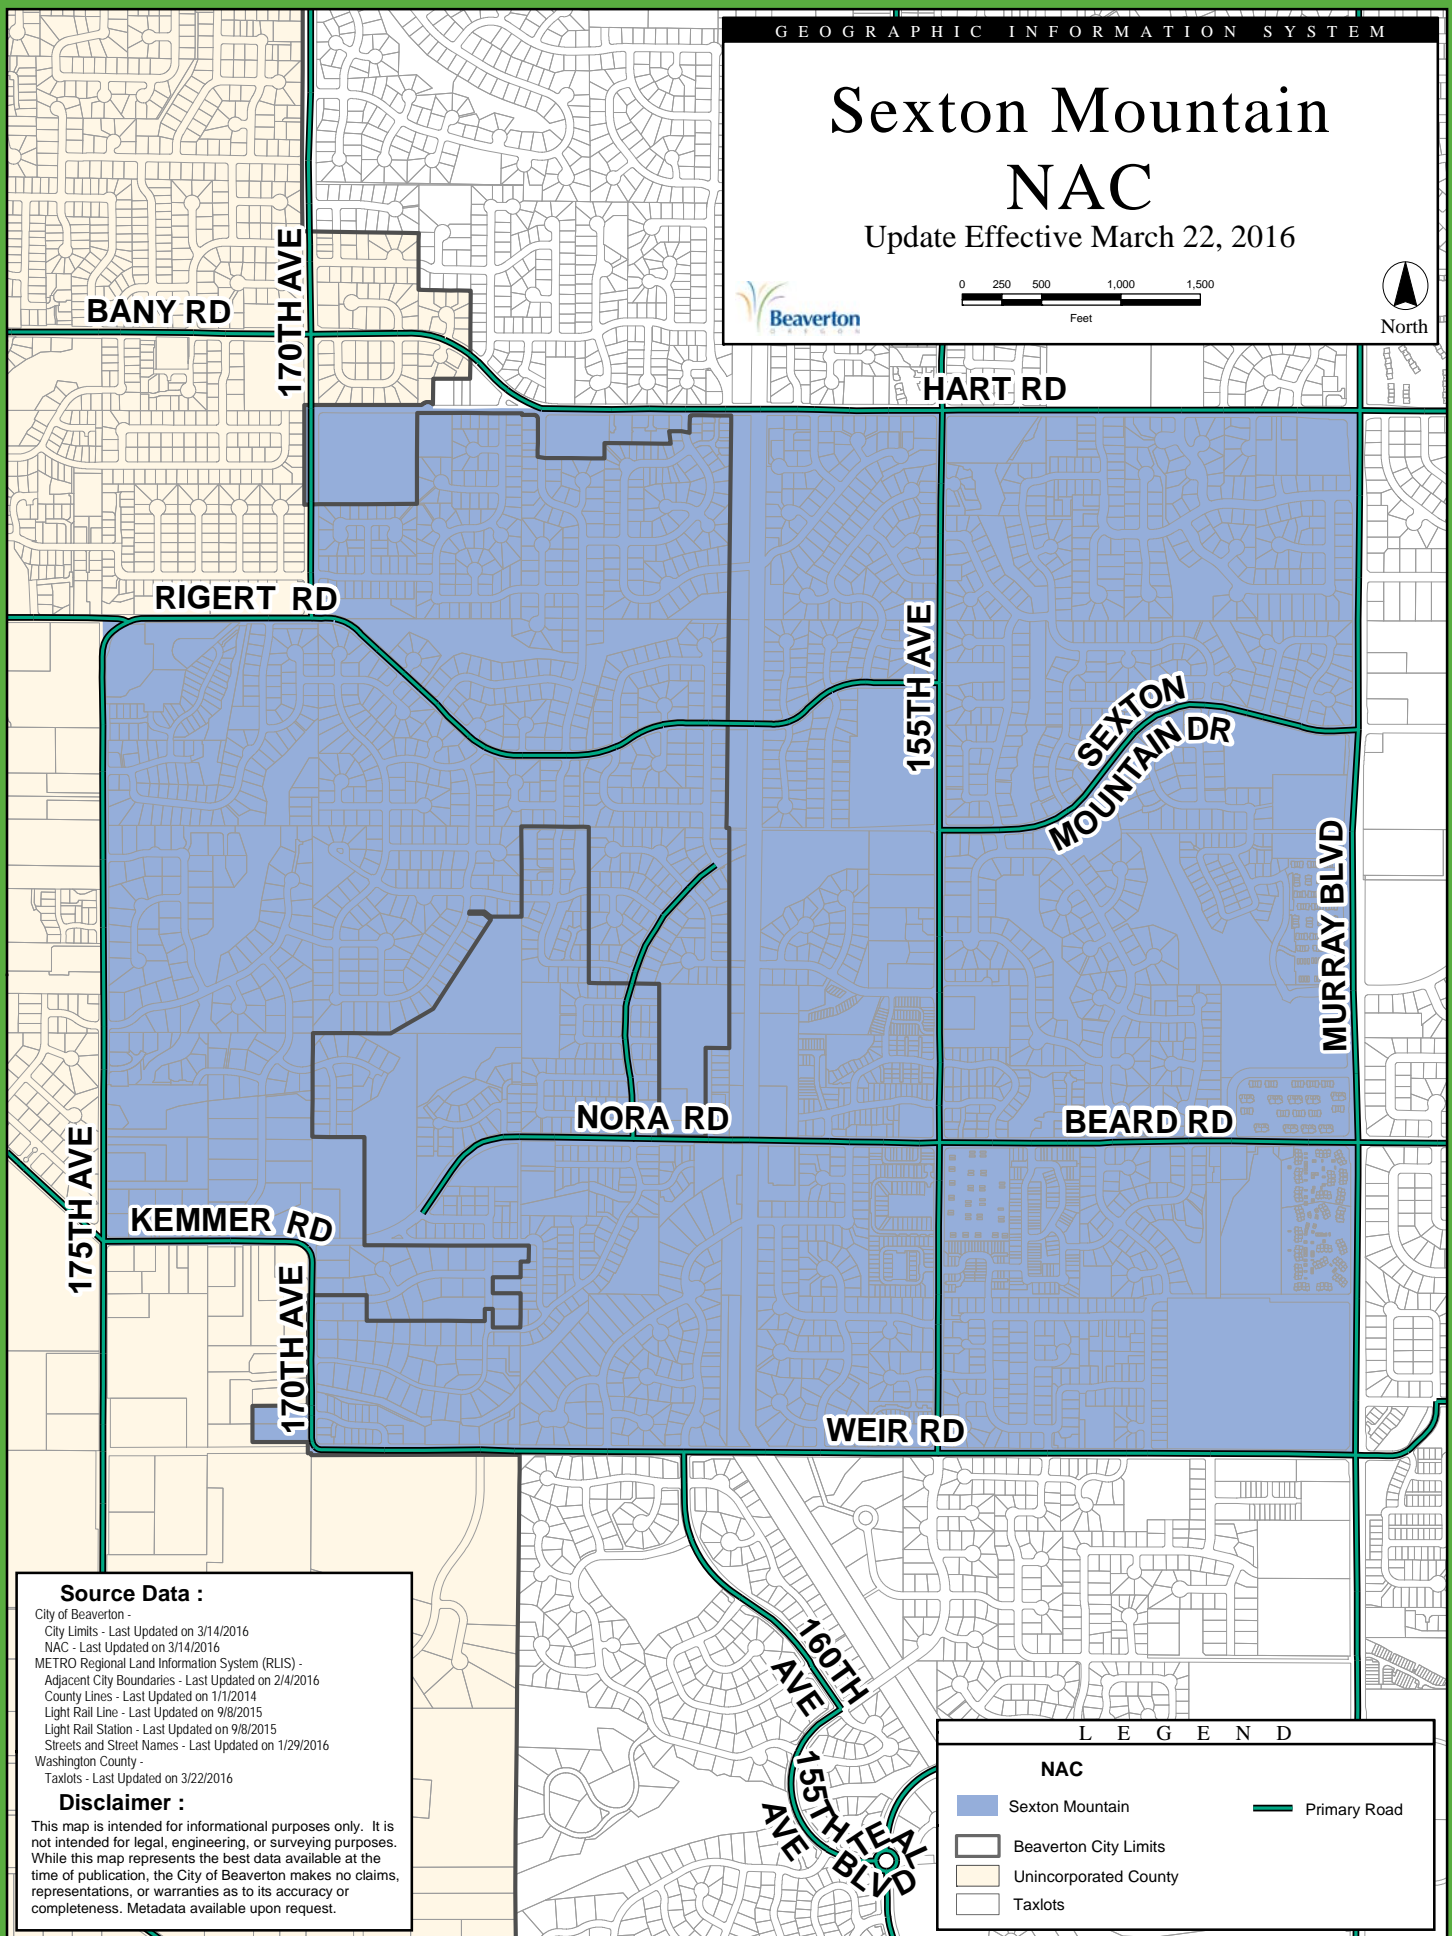 GEOGRAPHIC INFORMATION SYSTEM
Sexton Mountain
NAC
Update Effective March 22, 2016
0 250 500 1,000 1,500
Feet
Beaverton
OREGON
North
BANY RD
170TH AVE
HART RD
RIGERT RD
155TH AVE
SEXTON
MOUNTAIN DR
MURRAY BLVD
NORA RD
BEARD RD
175TH AVE
KEMMER RD
170TH AVE
WEIR RD
160TH
AVE
155TH
AVE
TEAL
BLVD
Source Data :
City of Beaverton -
City Limits - Last Updated on 3/14/2016
NAC - Last Updated on 3/14/2016
METRO Regional Land Information System (RLIS) -
Adjacent City Boundaries - Last Updated on 2/4/2016
County Lines - Last Updated on 1/1/2014
Light Rail Line - Last Updated on 9/8/2015
Light Rail Station - Last Updated on 9/8/2015
Streets and Street Names - Last Updated on 1/29/2016
Washington County -
Taxlots - Last Updated on 3/22/2016
Disclaimer :
This map is intended for informational purposes only. It is
not intended for legal, engineering, or surveying purposes.
While this map represents the best data available at the
time of publication, the City of Beaverton makes no claims,
representations, or warranties as to its accuracy or
completeness. Metadata available upon request.
LEGEND
NAC
Sexton Mountain
Primary Road
Beaverton City Limits
Unincorporated County
Taxlots